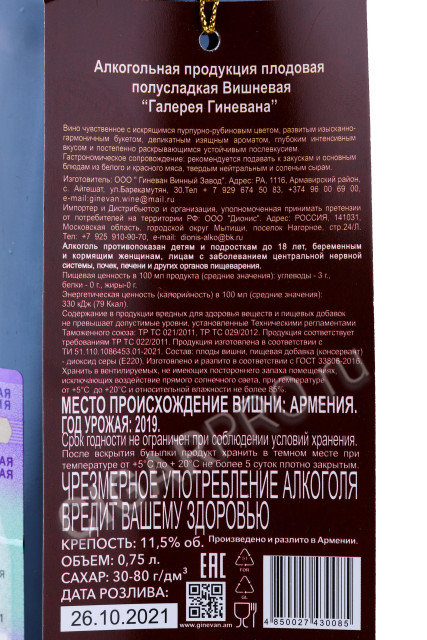 Алкогольная продукция плодовая
полусладкая Вишневая
“Галерея Гиневана”
Вино чувственное с искрящимся пурпурно-рубиновым цветом, развитым изысканно-
гармоничным букетом, деликатным изящным ароматом, глубоким интенсивным
вкусом и постепенно раскрывающимся устойчивым послевкусием.
Гастрономическое сопровождение: рекомендуется подавать к закускам и основным
блюдам из белого и красного мяса, твердым нейтральным и соленым сырам.
Изготовитель: ООО " Гиневан Винный Завод". Адрес: РА, 1116, Армавирский район,
с. Айгешат, ул.Баре­камутян, 30.Тел + 7 929 674 50 83, +374 96 00 69 00,
e-mail:ginevan.wine@mail.ru
Импортер и Дистрибьютор и организация, уполномоченная принимать претензии
от потребителей на территории РФ: ООО "Дионис". Адрес: РОССИЯ, 141031,
Московская область, городской округ Мытищи, поселок Нагорное, стр.24/Л.
Тел: +7 925 910-90-70, e-mail: dionis-alko@bk.ru
Алкоголь противопоказан детям и подросткам до 18 лет, беременным
и кормящим женщинам, лицам с заболеванием центральной нервной
системы, почек, печени и других органов пищеварения.
Пищевая ценность в 100 мл продукта (средние значения): углеводы - 3 г.,
белки - 0 г., жиры-0 г.
Энергетическая ценность (калорийность) в 100 мл (средние значения):
330 кДж (79 Ккал).
Содержание в продукции вредных для здоровья веществ и пищевых добавок
не превышает допустимые уровни, установленные Техническими регламентами
Таможенного союза: ТР ТС 021/2011, ТР ТС 029/2012. Продукция соответствует
требованиям ТР ТС 022/2011. Продукция изготовлена в соответствии с
ТИ 51.110.1086453.01-2021. Состав: плоды вишни, пищевая добавка (консервант)
- диоксид серы (Е220). Изготовлено и разлито в соответствии с ГОСТ 33806-2016
Хранить в вентилируемых, не имеющих постороннего запаха помещениях,
исключающих воздействие прямого солнечного света, при температуре
от +5°С до +20°С и относительной влажности не более 85%.
МЕСТО ПРОИСХОЖДЕНИЕ ВИШНИ: АРМЕНИЯ.
ГОД УРОЖАЯ: 2019.
Срок годности не ограничен при соблюдении условий хранения.
После вскрытия бутылки продукт хранить в темном месте при
температуре от +5°С до + 20°С не более 5 суток плотно закрытым.
ЧРЕЗМЕРНОЕ УПОТРЕБЛЕНИЕ АЛКОГОЛЯ
ВРЕДИТ ВАШЕМУ ЗДОРОВЬЮ
КРЕПОСТЬ: 11,5% об. Произведено и разлито в Армении.
ОБЪЕМ: 0,75 л.
САХАР: 30-80 г/дм³
ДАТА РОЗЛИВА:
26.10.2021
EAC
www.ginevan.am
FOR
GL
4 850027 430085